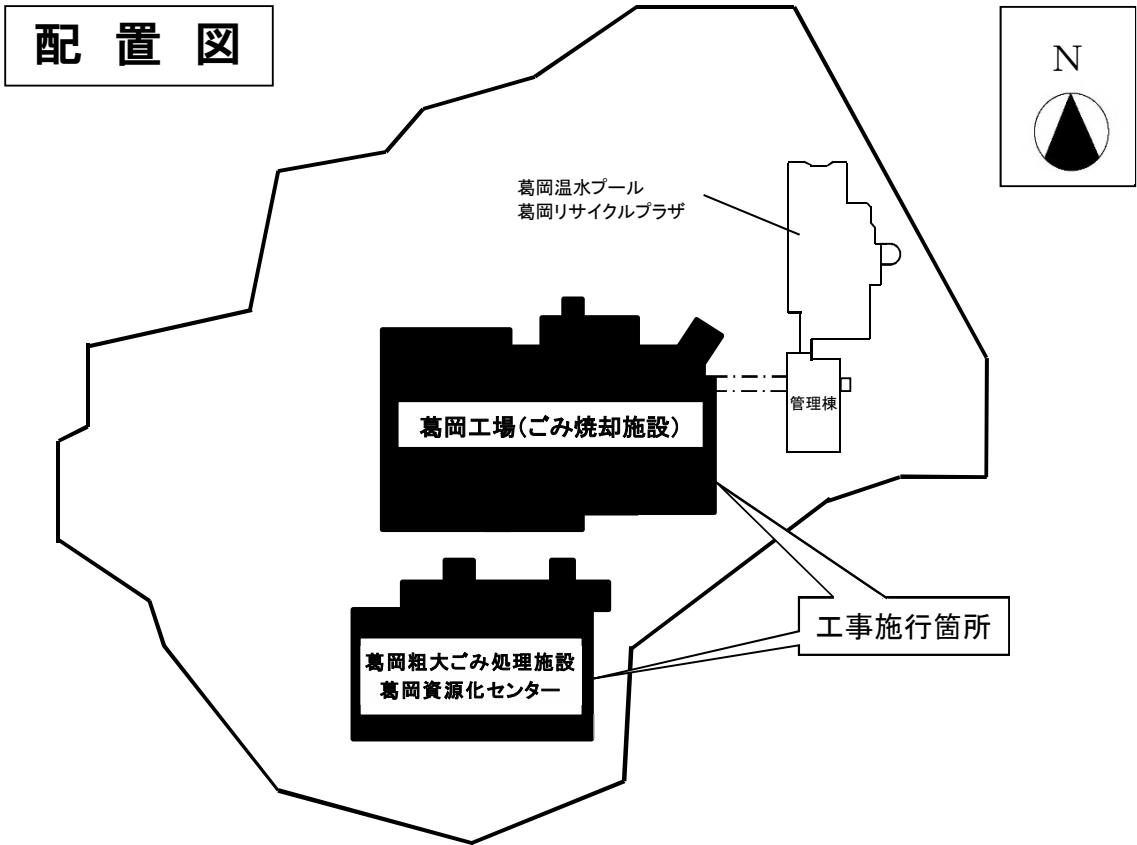 配 置 図
N
葛岡温水プール
葛岡リサイクルプラザ
管理棟
葛岡工場(ごみ焼却施設)
工事施行箇所
葛岡粗大ごみ処理施設
葛岡資源化センター